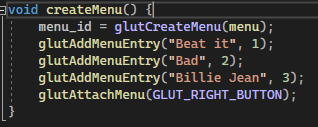 void createMenu() {
menu_id = glutCreateMenu(menu);
glutAddMenuEntry("Beat it", 1);
glutAddMenuEntry("Bad", 2);
glutAddMenuEntry("Billie Jean", 3);
glutAttachMenu(GLUT_RIGHT_BUTTON);
}